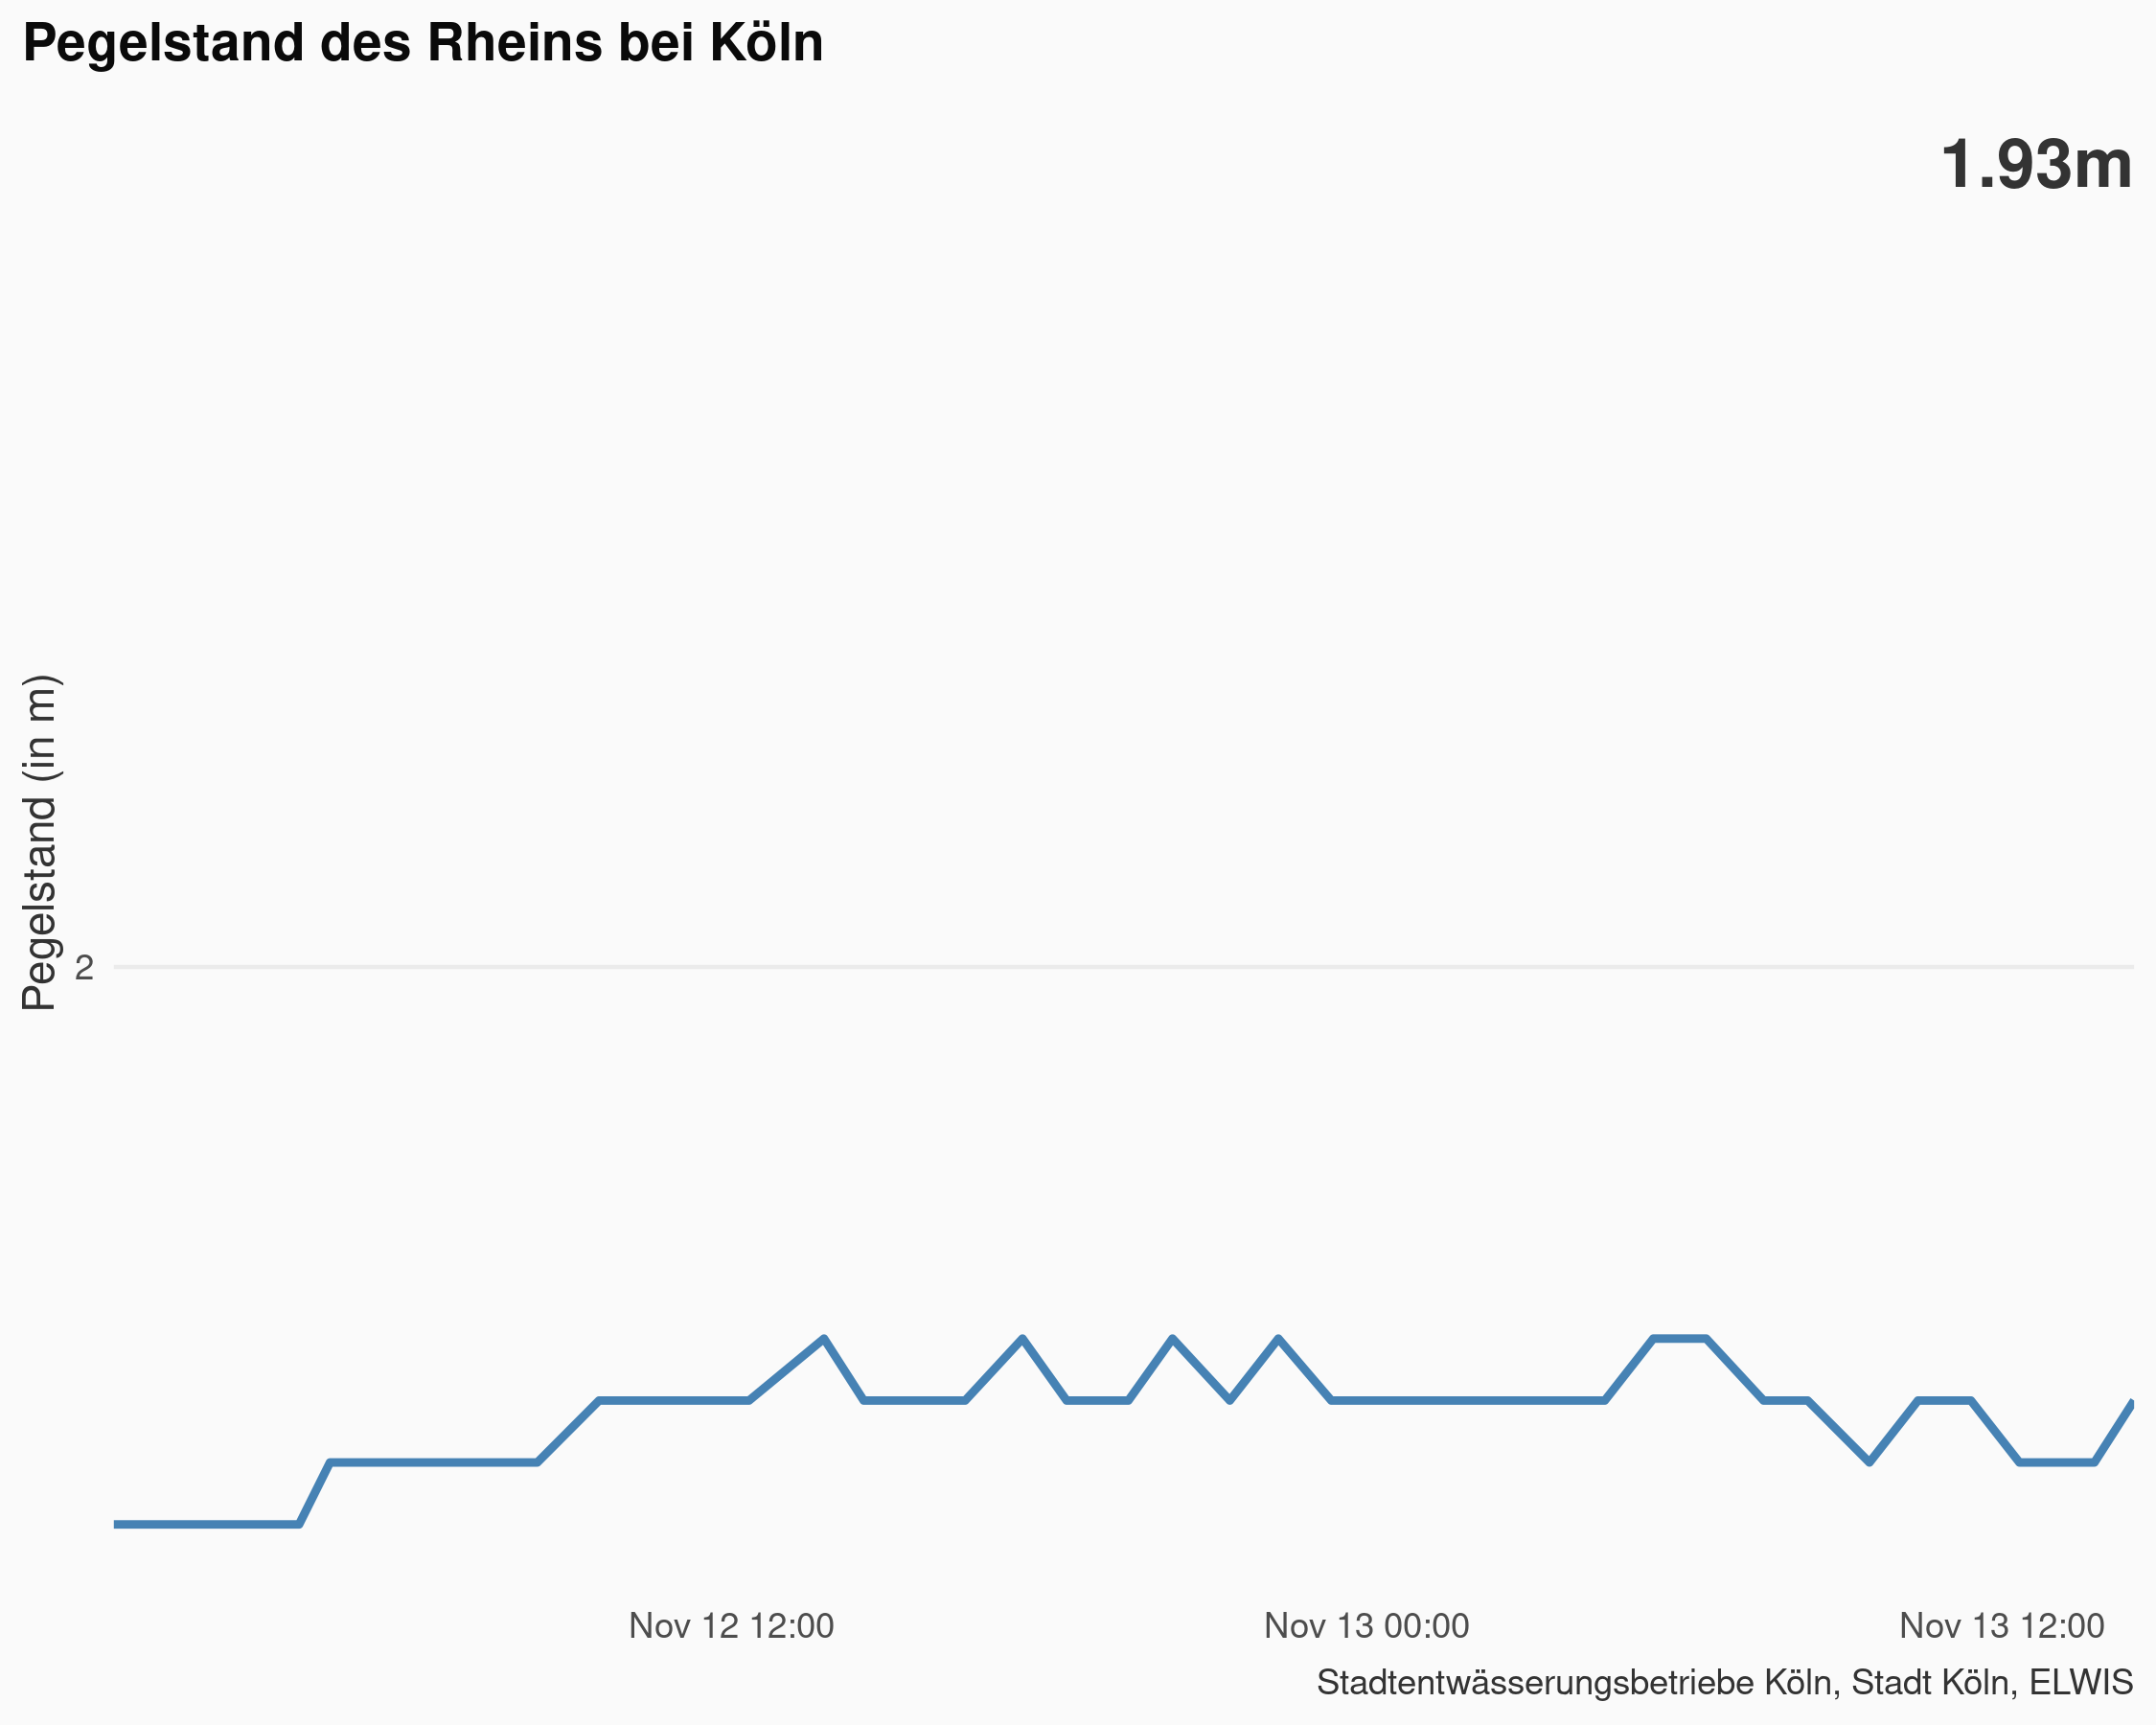 Pegelstand des Rheins bei Köln
1.93m
Pegelstand (in m)
2
Nov 12 12:00
Nov 13 00:00
Nov 13 12:00
Stadtentwässerungsbetriebe Köln, Stadt Köln, ELWIS